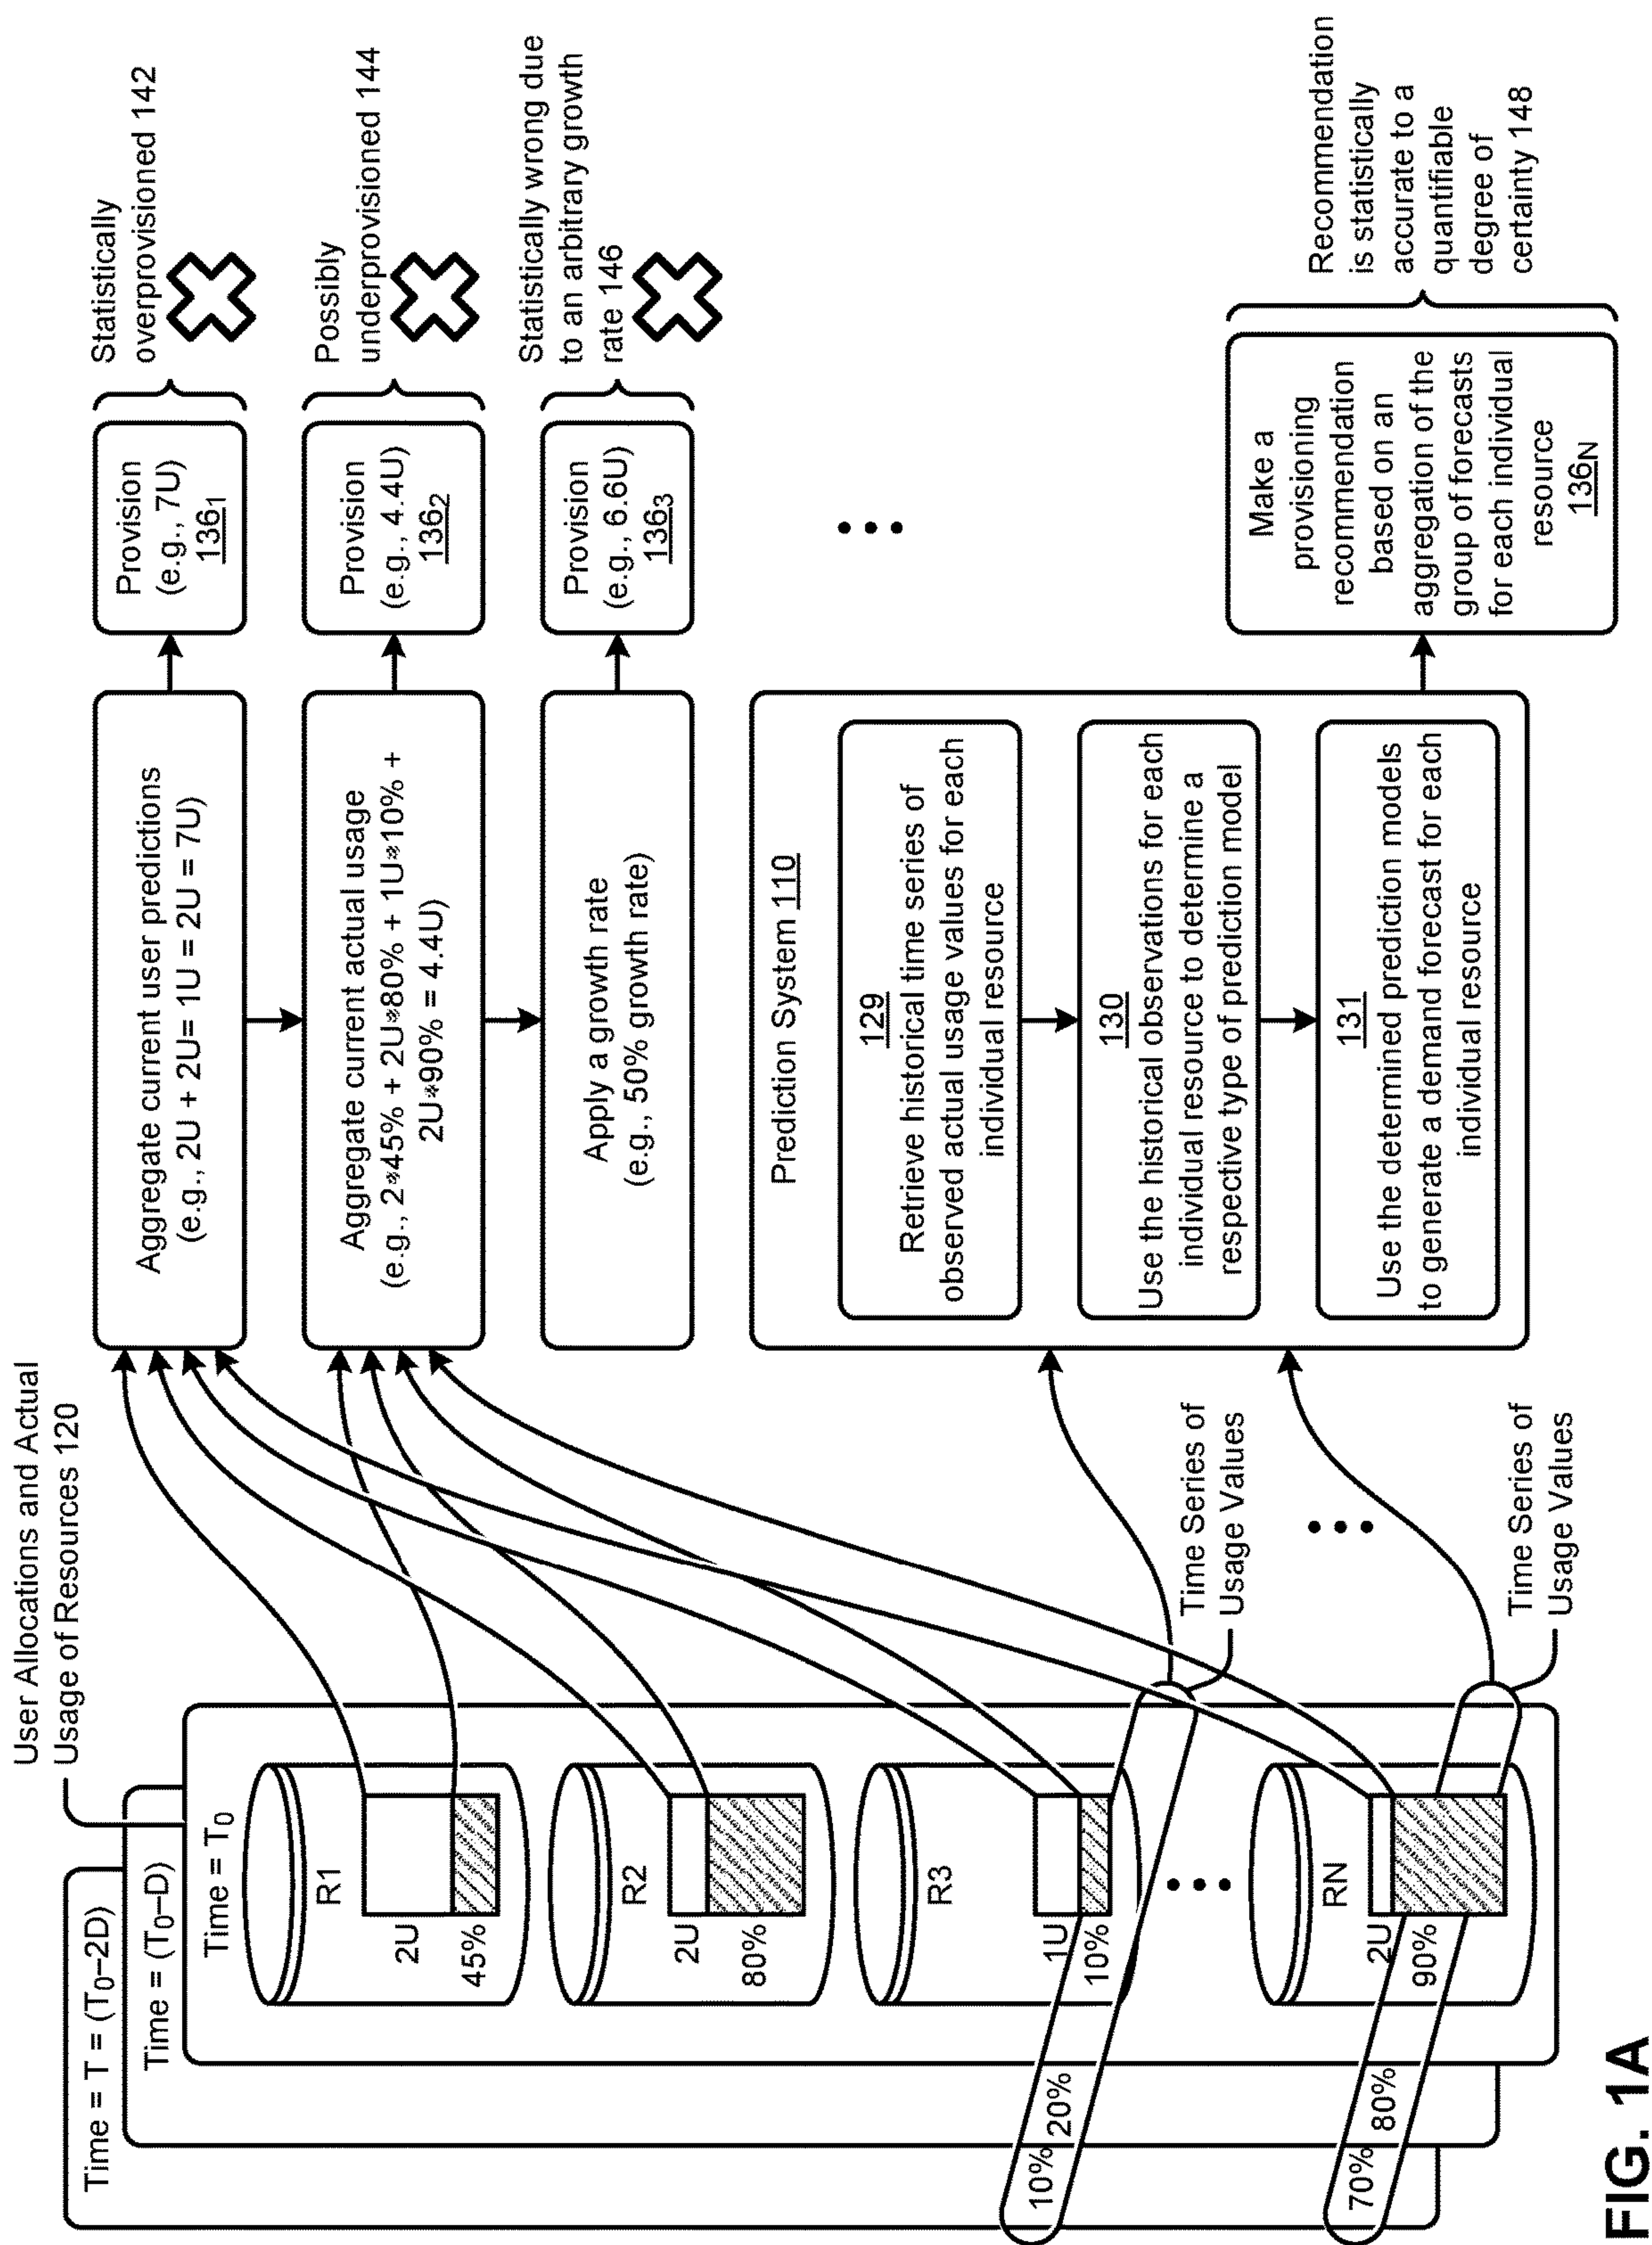 User Allocations and Actual
Usage of Resources 120
Time = T = (T0–2D)
Time = (T0–D)
Time = T0
R1
2U
45%
R2
2U
80%
R3
1U
10%
RN
2U
90%
10%
20%
70%
80%
Time Series of
Usage Values
Time Series of
Usage Values
Aggregate current user predictions
(e.g., 2U + 2U= 1U = 2U = 7U)
Provision
(e.g., 7U)
1361
Statistically
overprovisioned 142
Aggregate current actual usage
(e.g., 2*45% + 2U*80% + 1U*10% +
2U*90% = 4.4U)
Provision
(e.g., 4.4U)
1362
Possibly
underprovisioned 144
Apply a growth rate
(e.g., 50% growth rate)
Provision
(e.g., 6.6U)
1363
Statistically wrong due
to an arbitrary growth
rate 146
Prediction System 110
129
Retrieve historical time series of
observed actual usage values for each
individual resource
130
Use the historical observations for each
individual resource to determine a
respective type of prediction model
131
Use the determined prediction models
to generate a demand forecast for each
individual resource
Make a
provisioning
recommendation
based on an
aggregation of the
group of forecasts
for each individual
resource
136N
Recommendation
is statistically
accurate to a
quantifiable
degree of
certainty 148
FIG. 1A